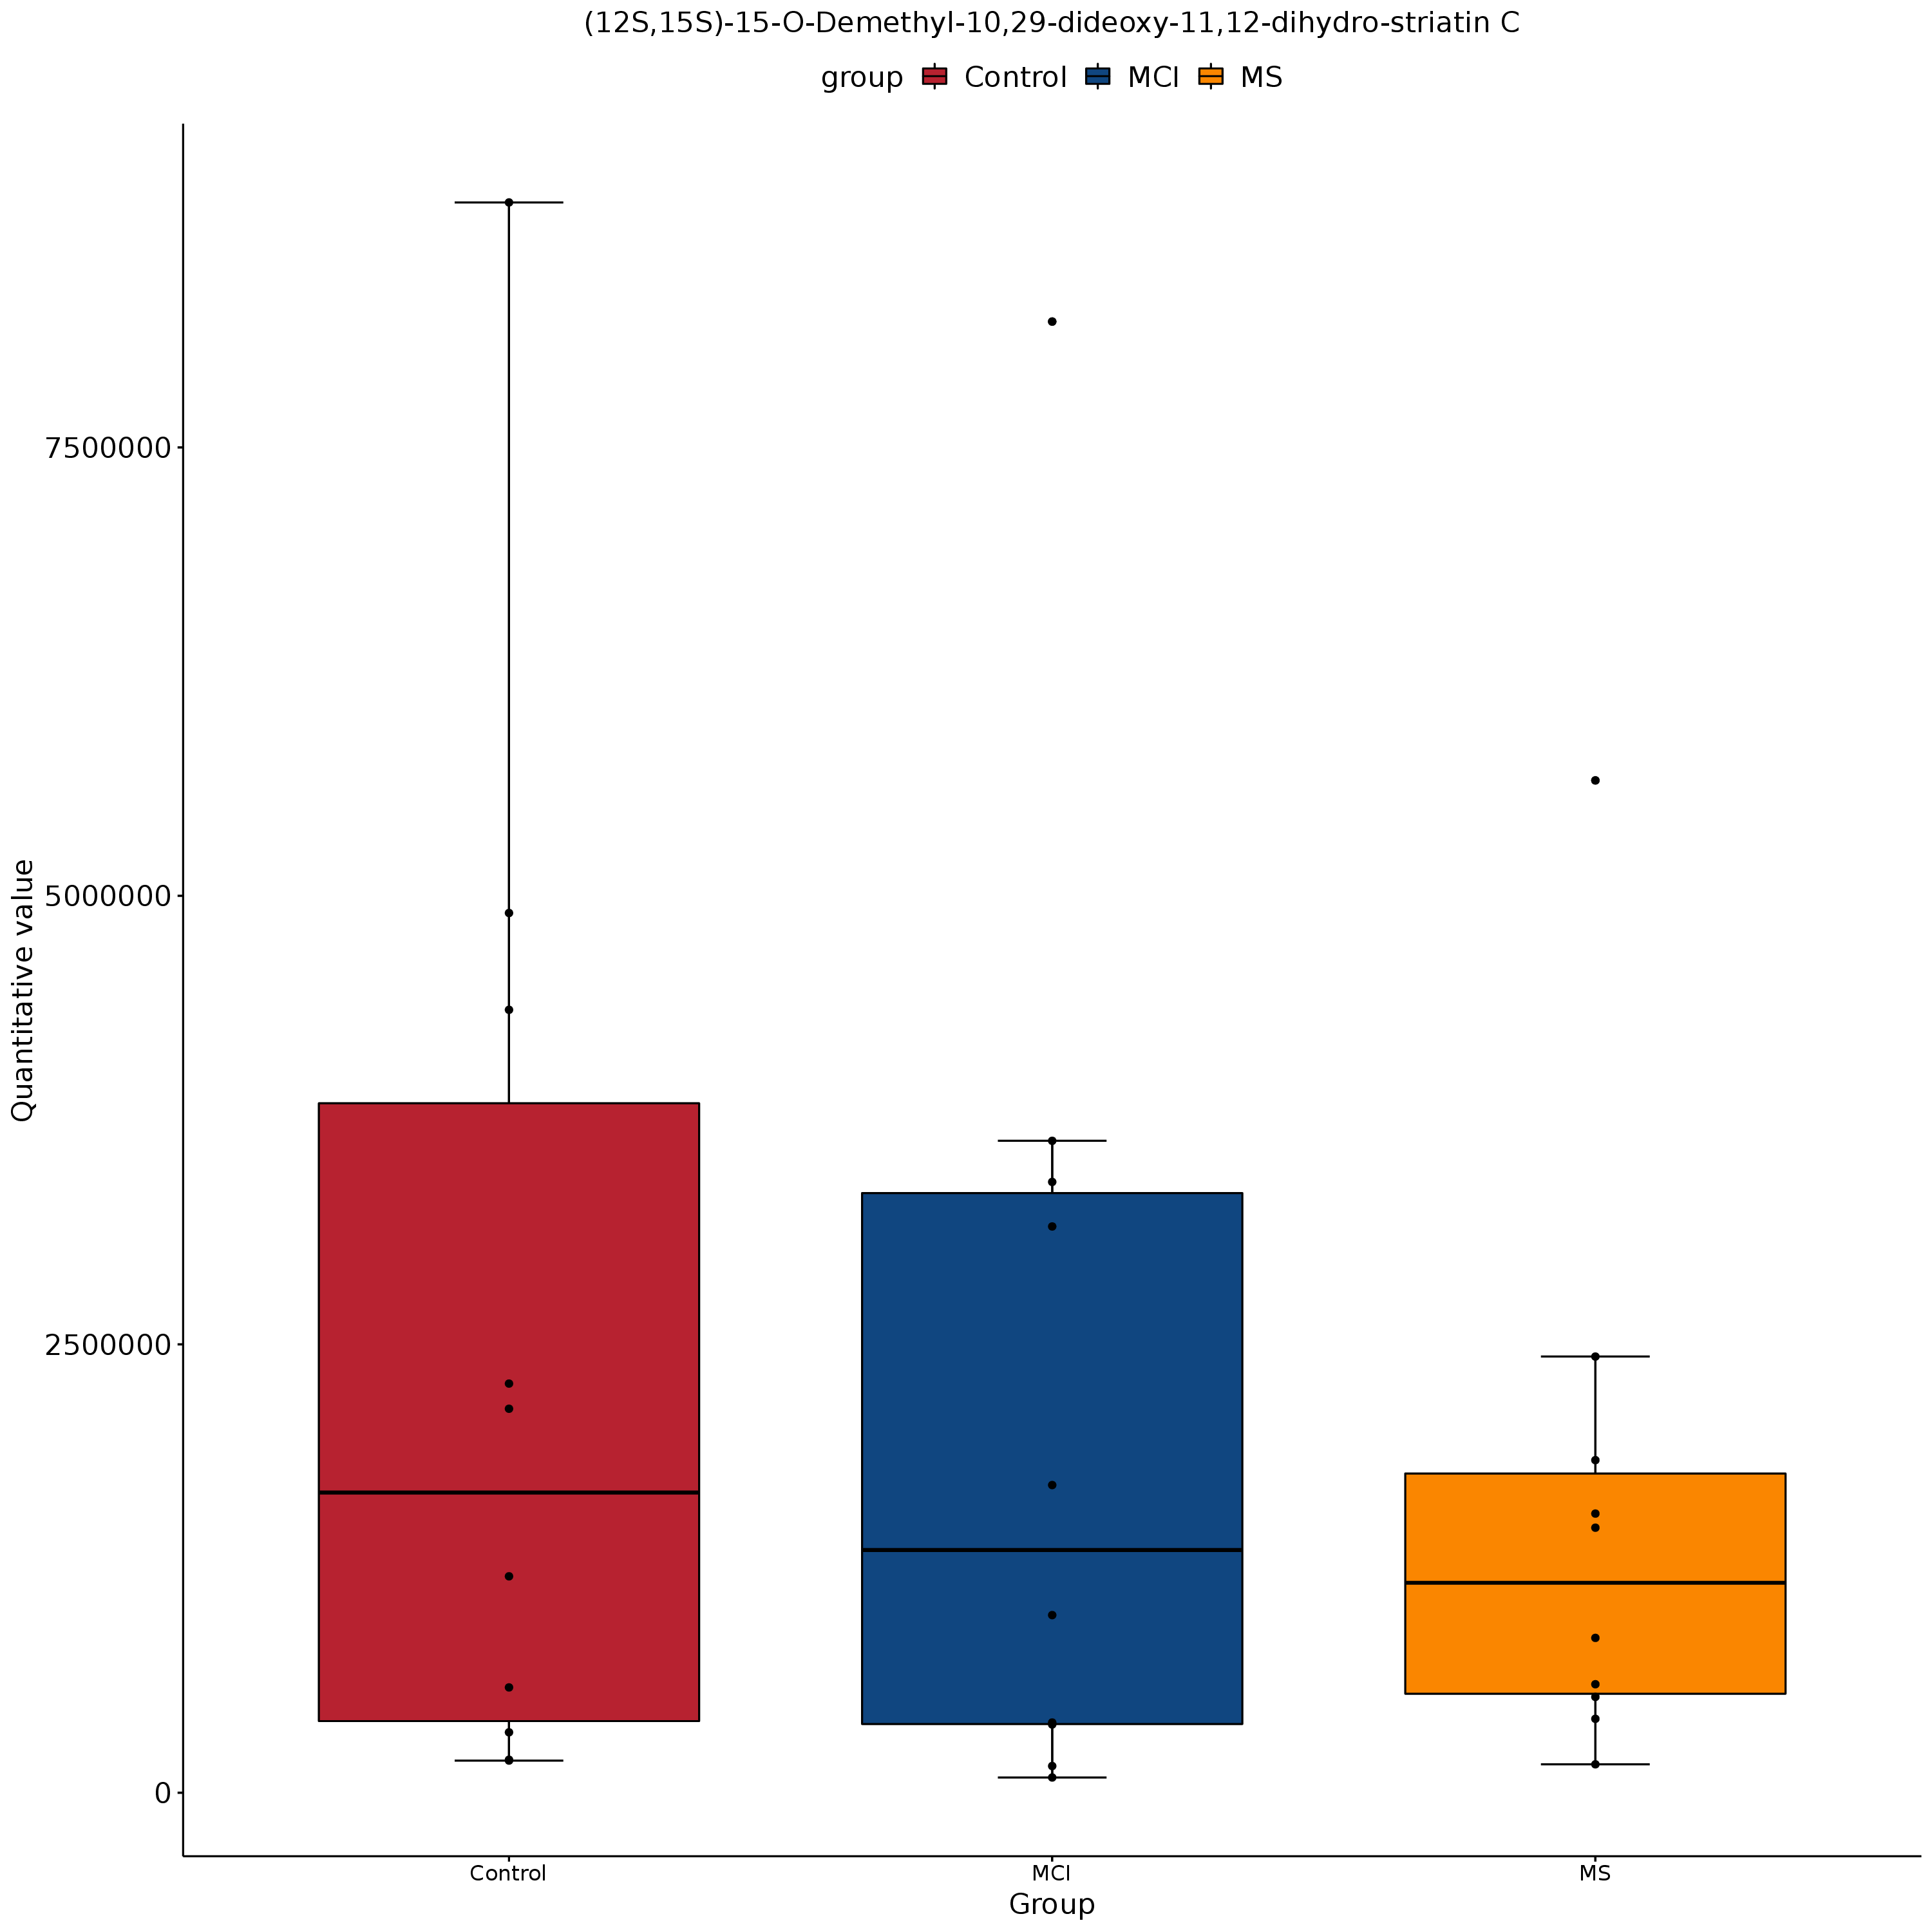 (12S,15S)-15-O-Demethyl-10,29-dideoxy-11,12-dihydro-striatin C
group Control MCI MS
Quantitative value
7500000
5000000
2500000
0
Control MCI MS
Group